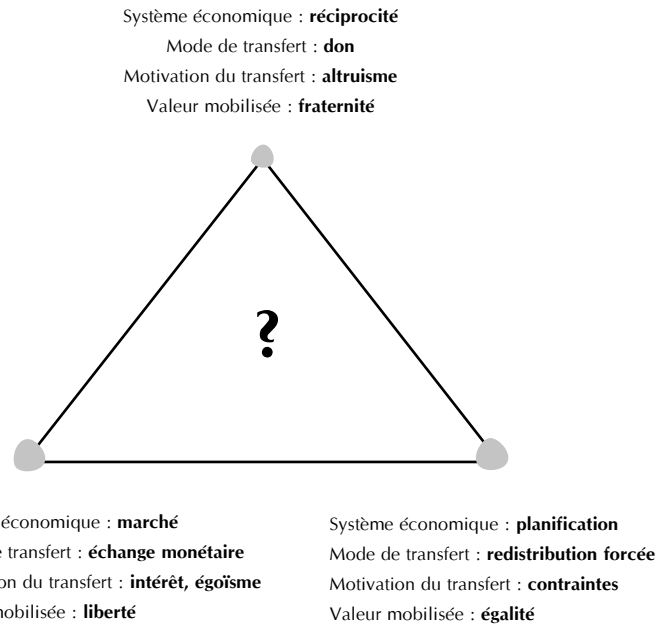 Système économique : réciprocité
Mode de transfert : don
Motivation du transfert : altruisme
Valeur mobilisée : fraternité
?
économique : marché
transfert : échange monétaire
du transfert : intérêt, égoïsme
mobilisée : liberté
Système économique : planification
Mode de transfert : redistribution forcée
Motivation du transfert : contraintes
Valeur mobilisée : égalité